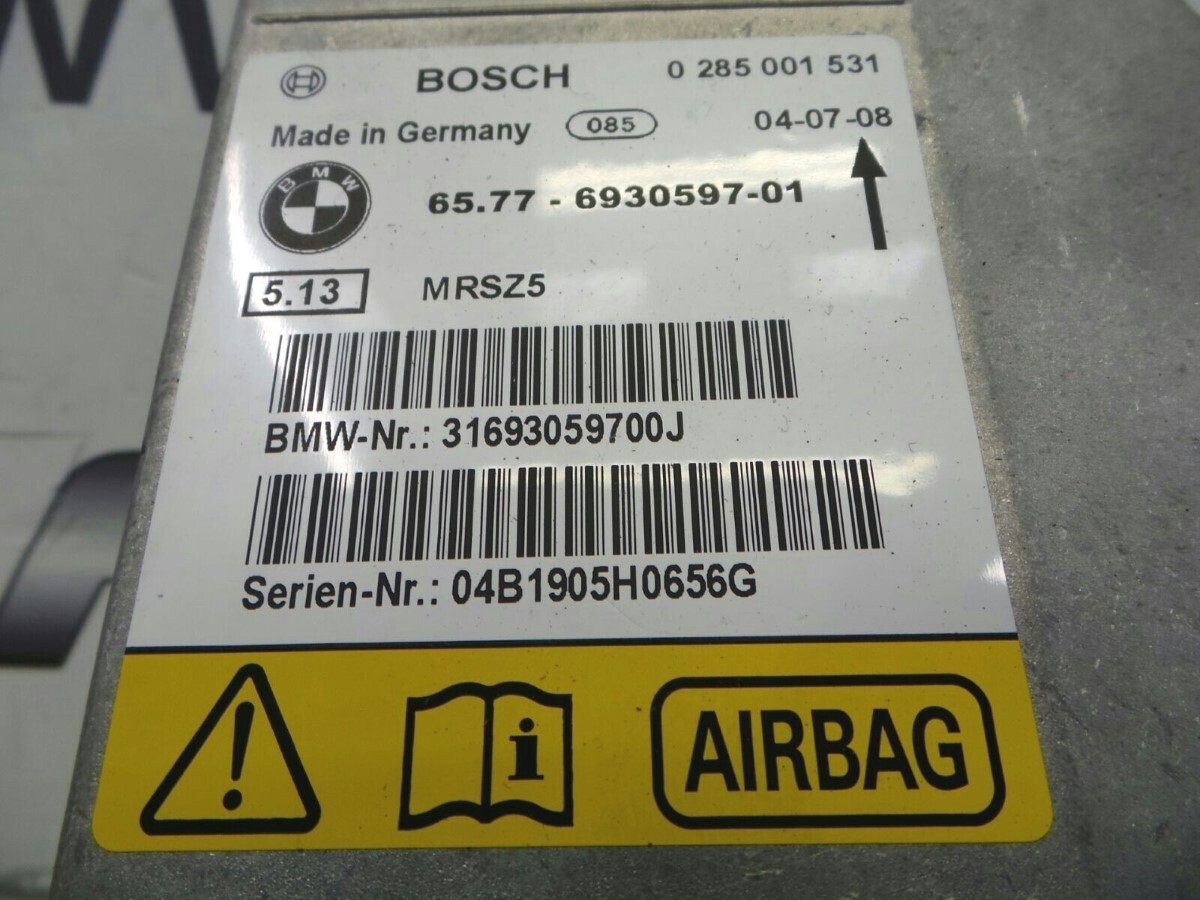 BOSCH 0 285 001 531
Made in Germany 085 04-07-08
BMW 65.77 - 6930597-01
5.13 MRSZ5
BMW-Nr.: 31693059700J
Serien-Nr.: 04B1905H0656G
AIRBAG